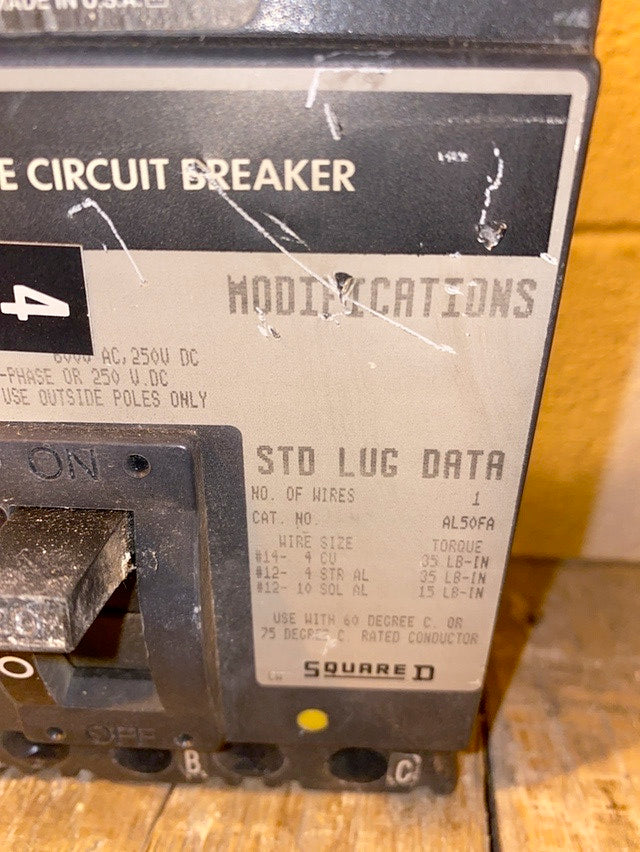 MADE IN U.S.A.
E CIRCUIT BREAKER
4
MODIFICATIONS
600V AC, 250V DC
-PHASE OR 250 V.DC
USE OUTSIDE POLES ONLY
ON
STD LUG DATA
NO. OF WIRES 1
CAT. NO. AL50FA
WIRE SIZE TORQUE
#14- 4 CU 35 LB-IN
#12- 4 STR AL 35 LB-IN
#12- 10 SOL AL 15 LB-IN
USE WITH 60 DEGREE C. OR
75 DEGREE C. RATED CONDUCTOR
SQUARE D
O
OFF
B
C